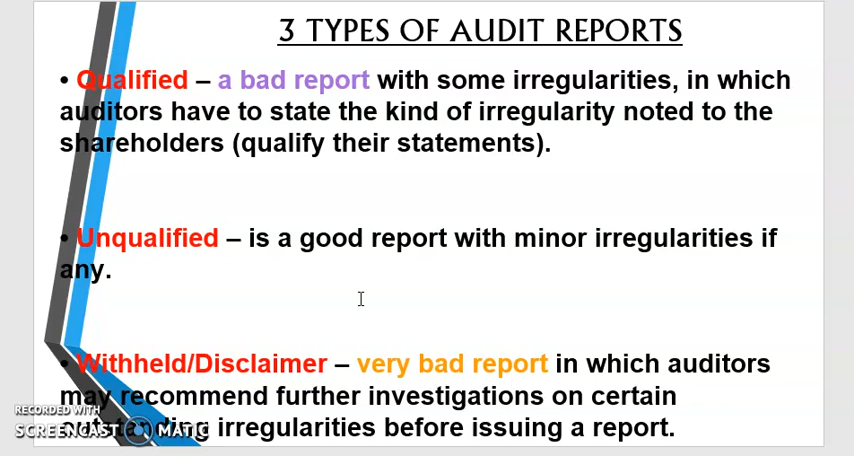 3 TYPES OF AUDIT REPORTS
• Qualified – a bad report with some irregularities, in which
auditors have to state the kind of irregularity noted to the
shareholders (qualify their statements).
• Unqualified – is a good report with minor irregularities if
any.
• Withheld/Disclaimer – very bad report in which auditors
may recommend further investigations on certain
outstanding irregularities before issuing a report.
RECORDED WITH
SCREENCAST MATIC